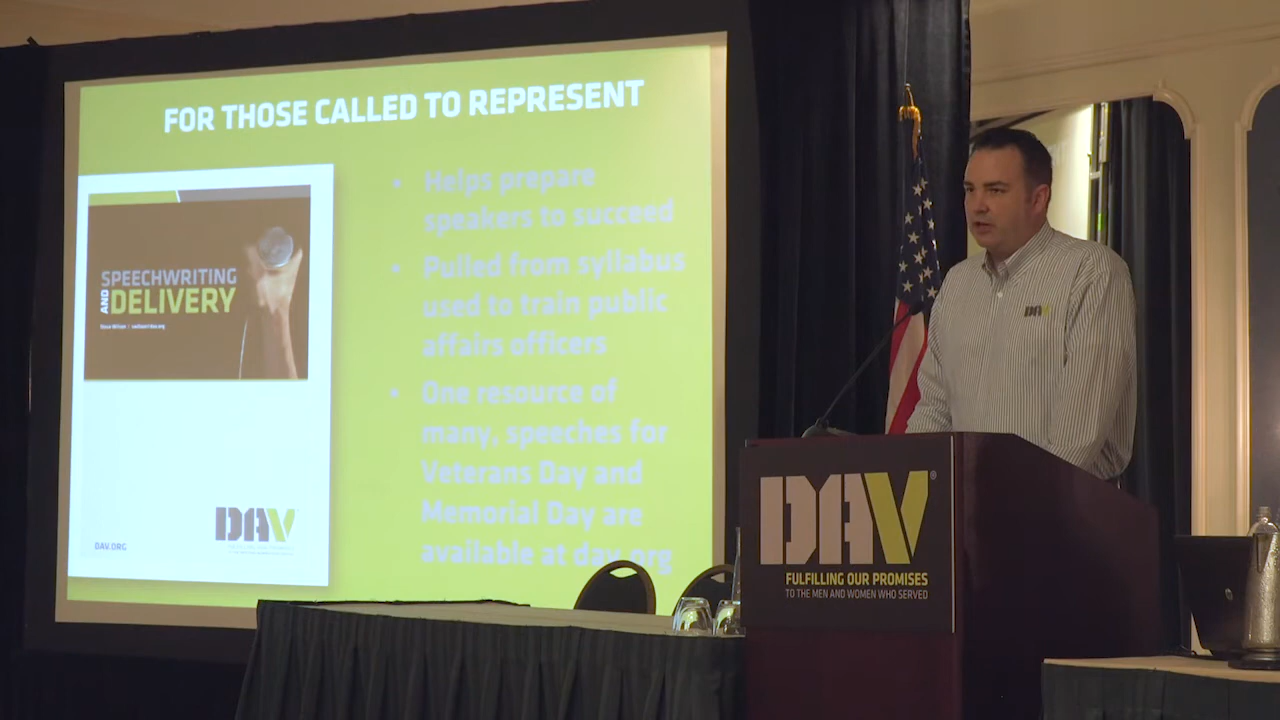 FOR THOSE CALLED TO REPRESENT
SPEECHWRITING
AND DELIVERY
DAV
DAV.ORG
• Helps prepare
speakers to succeed
• Pulled from syllabus
used to train public
affairs officers
• One resource of
many, speeches for
Veterans Day and
Memorial Day are
available at dav.org
DAV
DAV®
FULFILLING OUR PROMISES
TO THE MEN AND WOMEN WHO SERVED